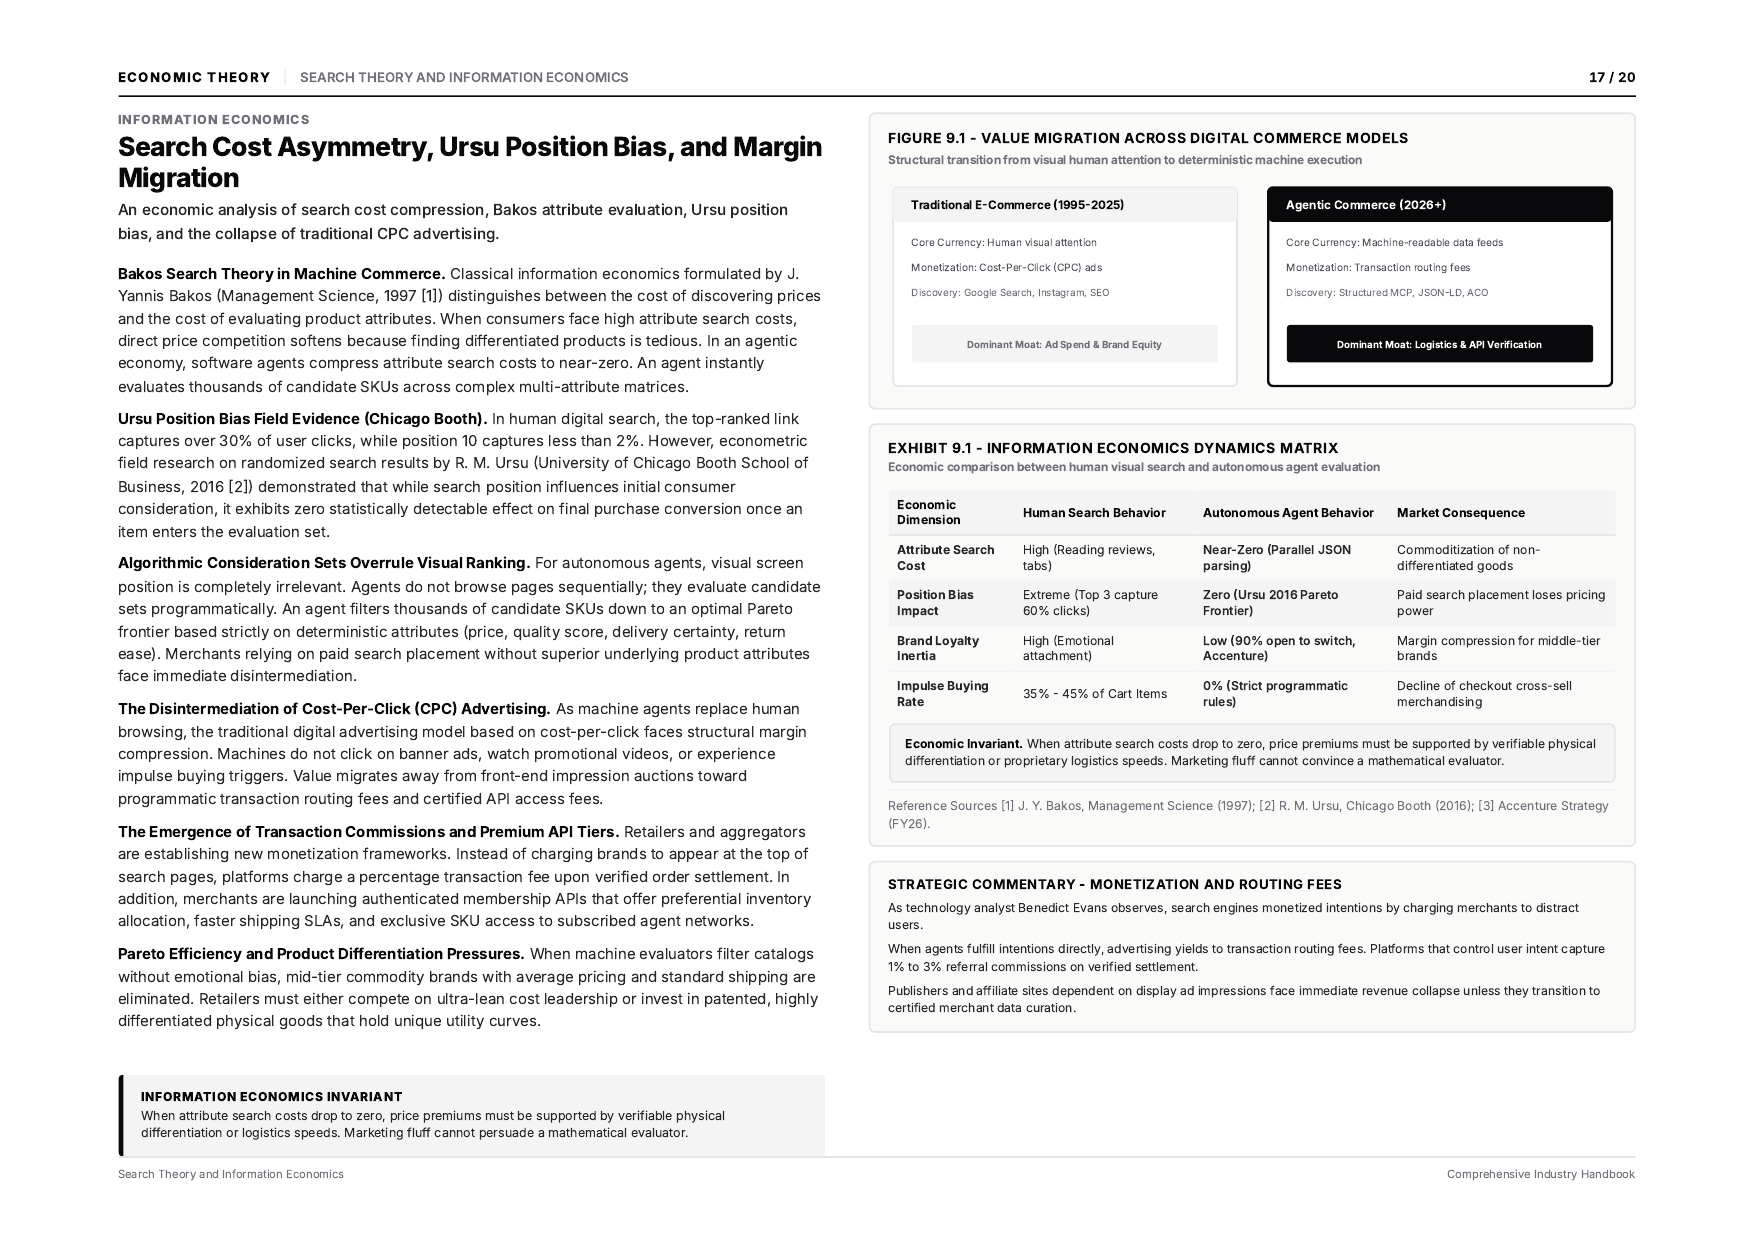 ECONOMIC THEORY
SEARCH THEORY AND INFORMATION ECONOMICS
17 / 20
INFORMATION ECONOMICS
Search Cost Asymmetry, Ursu Position Bias, and Margin
Migration
An economic analysis of search cost compression, Bakos attribute evaluation, Ursu position
bias, and the collapse of traditional CPC advertising.
Bakos Search Theory in Machine Commerce. Classical information economics formulated by J.
Yannis Bakos (Management Science, 1997 [1]) distinguishes between the cost of discovering prices
and the cost of evaluating product attributes. When consumers face high attribute search costs,
direct price competition softens because finding differentiated products is tedious. In an agentic
economy, software agents compress attribute search costs to near-zero. An agent instantly
evaluates thousands of candidate SKUs across complex multi-attribute matrices.
Ursu Position Bias Field Evidence (Chicago Booth). In human digital search, the top-ranked link
captures over 30% of user clicks, while position 10 captures less than 2%. However, econometric
field research on randomized search results by R. M. Ursu (University of Chicago Booth School of
Business, 2016 [2]) demonstrated that while search position influences initial consumer
consideration, it exhibits zero statistically detectable effect on final purchase conversion once an
item enters the evaluation set.
Algorithmic Consideration Sets Overrule Visual Ranking. For autonomous agents, visual screen
position is completely irrelevant. Agents do not browse pages sequentially; they evaluate candidate
sets programmatically. An agent filters thousands of candidate SKUs down to an optimal Pareto
frontier based strictly on deterministic attributes (price, quality score, delivery certainty, return
ease). Merchants relying on paid search placement without superior underlying product attributes
face immediate disintermediation.
The Disintermediation of Cost-Per-Click (CPC) Advertising. As machine agents replace human
browsing, the traditional digital advertising model based on cost-per-click faces structural margin
compression. Machines do not click on banner ads, watch promotional videos, or experience
impulse buying triggers. Value migrates away from front-end impression auctions toward
programmatic transaction routing fees and certified API access fees.
The Emergence of Transaction Commissions and Premium API Tiers. Retailers and aggregators
are establishing new monetization frameworks. Instead of charging brands to appear at the top of
search pages, platforms charge a percentage transaction fee upon verified order settlement. In
addition, merchants are launching authenticated membership APIs that offer preferential inventory
allocation, faster shipping SLAs, and exclusive SKU access to subscribed agent networks.
Pareto Efficiency and Product Differentiation Pressures. When machine evaluators filter catalogs
without emotional bias, mid-tier commodity brands with average pricing and standard shipping are
eliminated. Retailers must either compete on ultra-lean cost leadership or invest in patented, highly
differentiated physical goods that hold unique utility curves.
INFORMATION ECONOMICS INVARIANT
When attribute search costs drop to zero, price premiums must be supported by verifiable physical
differentiation or logistics speeds. Marketing fluff cannot persuade a mathematical evaluator.
FIGURE 9.1 - VALUE MIGRATION ACROSS DIGITAL COMMERCE MODELS
Structural transition from visual human attention to deterministic machine execution
Traditional E-Commerce (1995-2025)
Core Currency: Human visual attention
Monetization: Cost-Per-Click (CPC) ads
Discovery: Google Search, Instagram, SEO
Dominant Moat: Ad Spend & Brand Equity
Agentic Commerce (2026+)
Core Currency: Machine-readable data feeds
Monetization: Transaction routing fees
Discovery: Structured MCP, JSON-LD, ACO
Dominant Moat: Logistics & API Verification
EXHIBIT 9.1 - INFORMATION ECONOMICS DYNAMICS MATRIX
Economic comparison between human visual search and autonomous agent evaluation
Economic
Dimension
Human Search Behavior
Autonomous Agent Behavior
Market Consequence
Attribute Search
Cost
High (Reading reviews,
tabs)
Near-Zero (Parallel JSON
parsing)
Commoditization of non-
differentiated goods
Position Bias
Impact
Extreme (Top 3 capture
60% clicks)
Zero (Ursu 2016 Pareto
Frontier)
Paid search placement loses pricing
power
Brand Loyalty
Inertia
High (Emotional
attachment)
Low (90% open to switch,
Accenture)
Margin compression for middle-tier
brands
Impulse Buying
Rate
35% - 45% of Cart Items
0% (Strict programmatic
rules)
Decline of checkout cross-sell
merchandising
Economic Invariant. When attribute search costs drop to zero, price premiums must be supported by verifiable physical
differentiation or proprietary logistics speeds. Marketing fluff cannot convince a mathematical evaluator.
Reference Sources [1] J. Y. Bakos, Management Science (1997); [2] R. M. Ursu, Chicago Booth (2016); [3] Accenture Strategy
(FY26).
STRATEGIC COMMENTARY - MONETIZATION AND ROUTING FEES
As technology analyst Benedict Evans observes, search engines monetized intentions by charging merchants to distract
users.
When agents fulfill intentions directly, advertising yields to transaction routing fees. Platforms that control user intent capture
1% to 3% referral commissions on verified settlement.
Publishers and affiliate sites dependent on display ad impressions face immediate revenue collapse unless they transition to
certified merchant data curation.
Search Theory and Information Economics
Comprehensive Industry Handbook